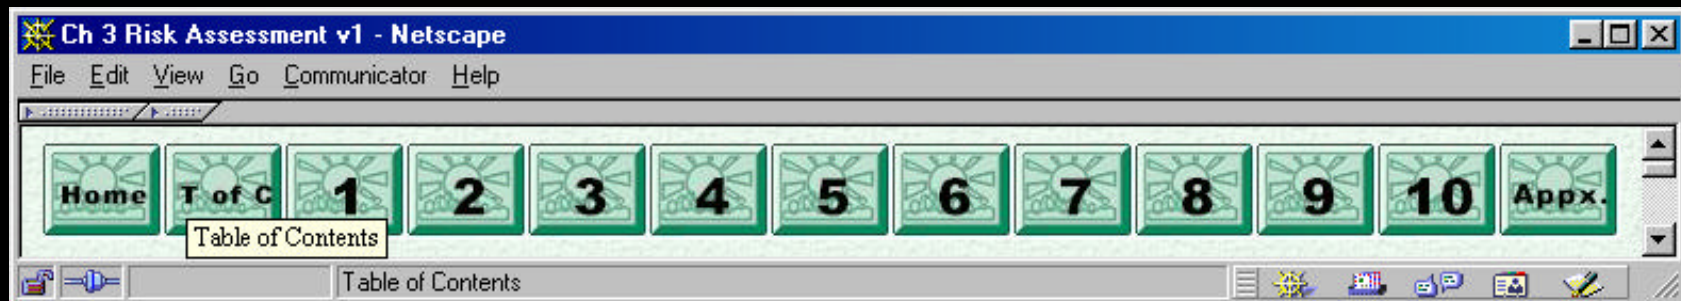 Ch 3 Risk Assessment v1 - Netscape
File Edit View Go Communicator Help
Home T of C 1 2 3 4 5 6 7 8 9 10 Appx.
Table of Contents
Table of Contents